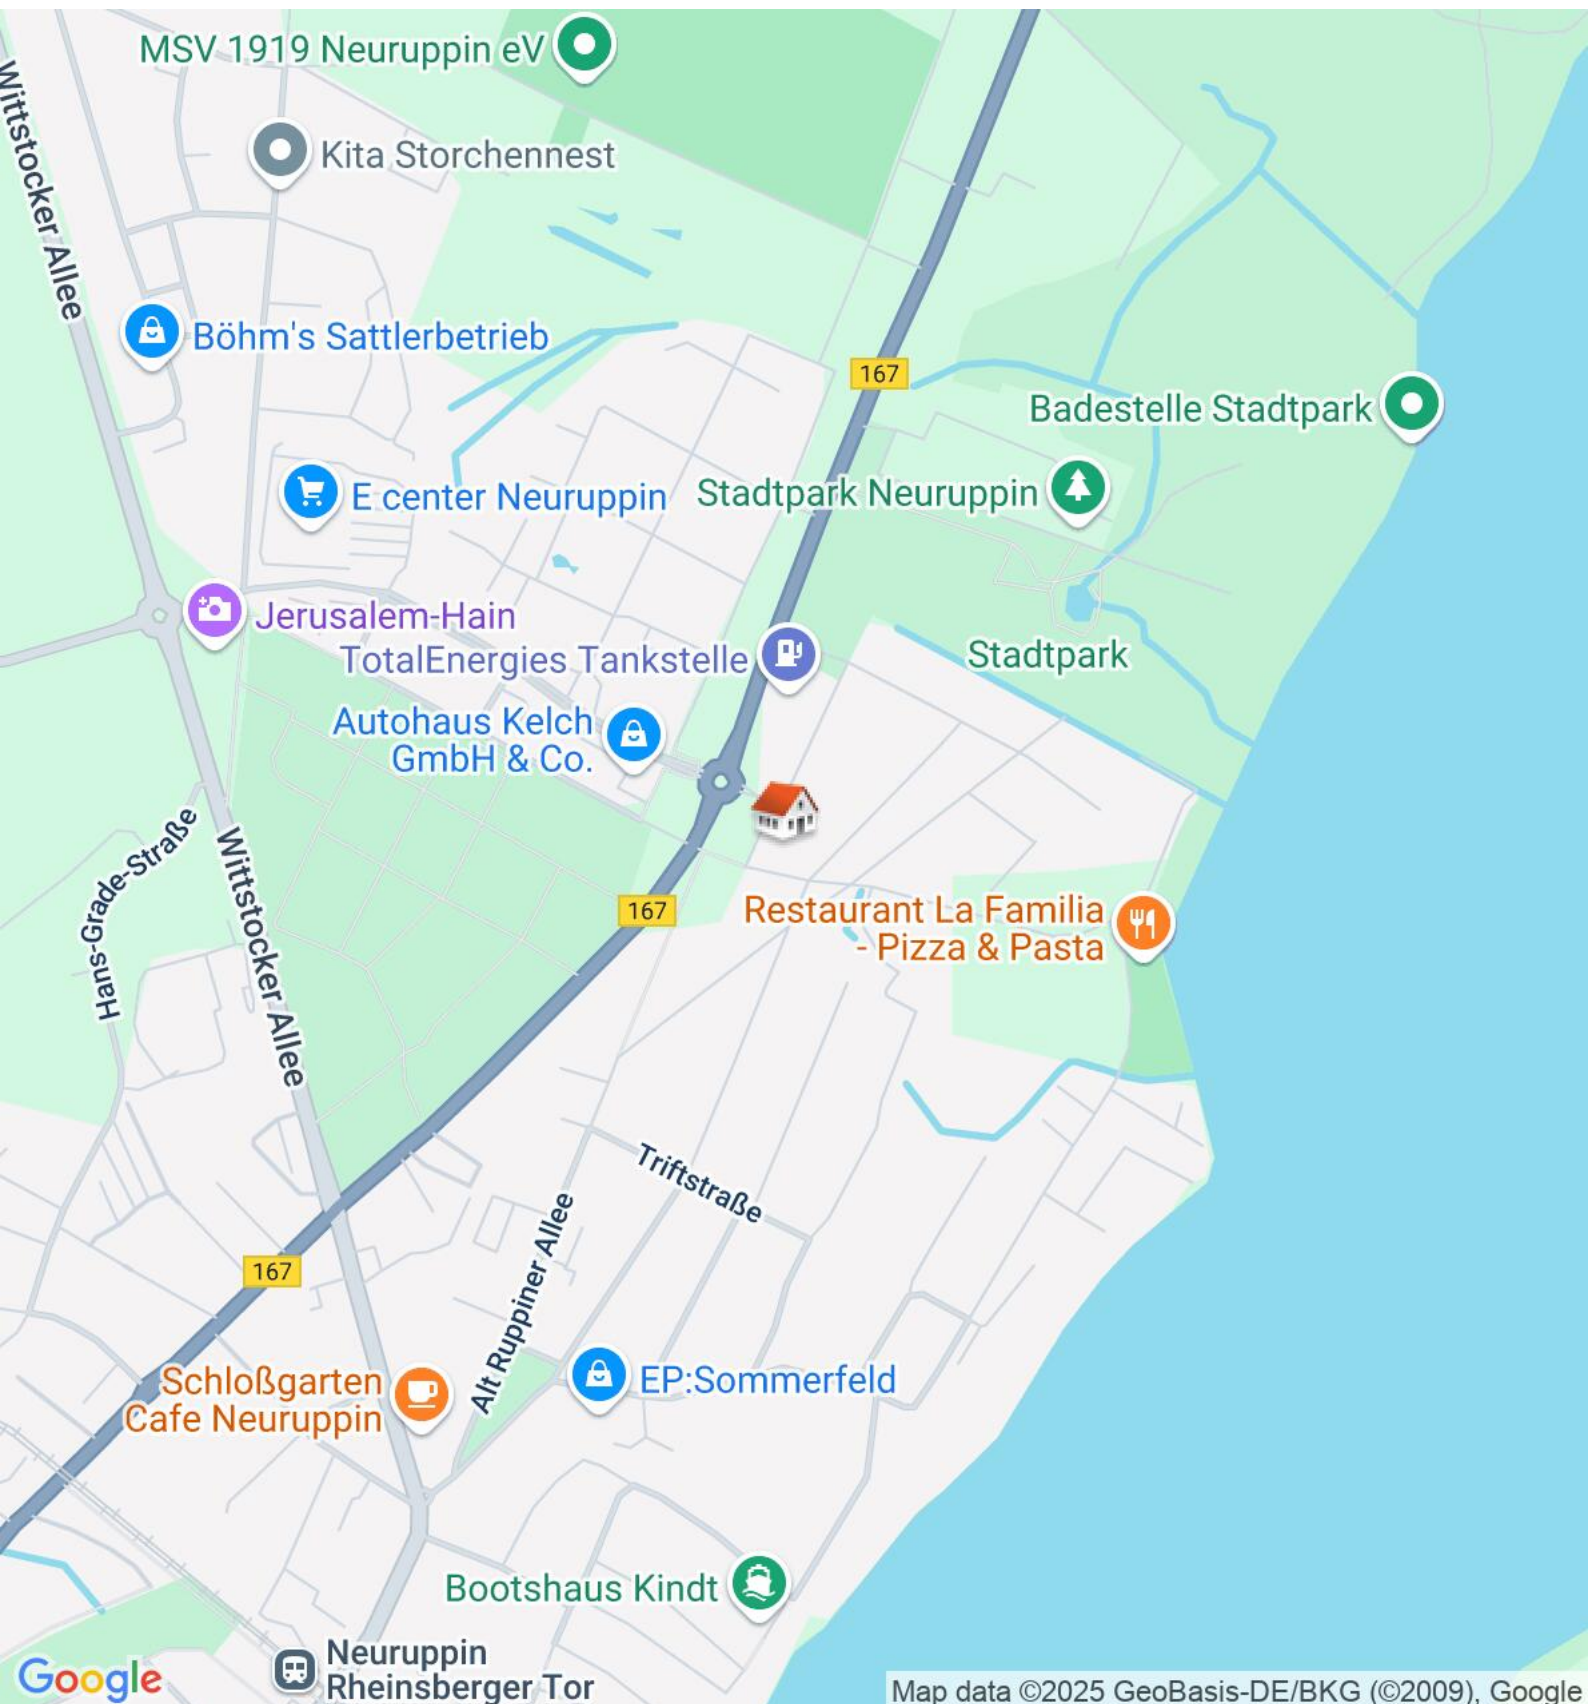 MSV 1919 Neuruppin eV
Wittstocker Allee
Kita Storchennest
Böhm's Sattlerbetrieb
167
Badestelle Stadtpark
E center Neuruppin
Stadtpark Neuruppin
Jerusalem-Hain
TotalEnergies Tankstelle
Stadtpark
Autohaus Kelch
GmbH & Co.
Hans-Grade-Straße
Wittstocker Allee
167
Restaurant La Familia
- Pizza & Pasta
Triftstraße
Alt Ruppiner Allee
167
Schloßgarten
Cafe Neuruppin
EP:Sommerfeld
Bootshaus Kindt
Neuruppin
Rheinsberger Tor
Google
Map data ©2025 GeoBasis-DE/BKG (©2009), Google